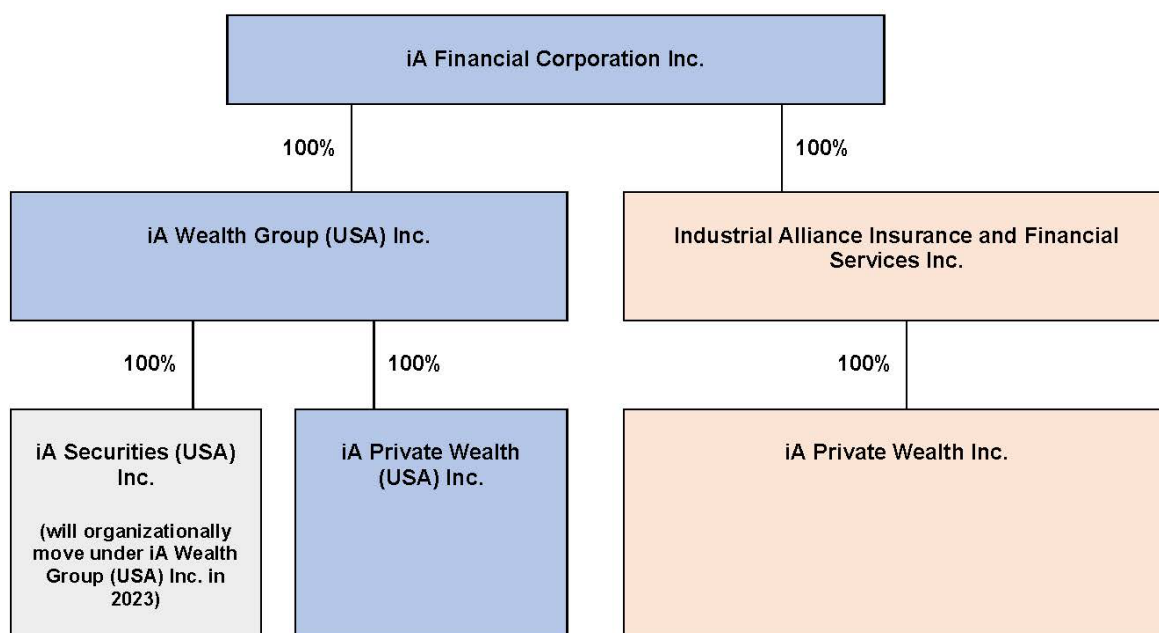 iA Financial Corporation Inc.
100%
100%
iA Wealth Group (USA) Inc.
Industrial Alliance Insurance and Financial
Services Inc.
100%
100%
100%
iA Securities (USA)
Inc.
(will organizationally
move under iA Wealth
Group (USA) Inc. in
2023)
iA Private Wealth
(USA) Inc.
iA Private Wealth Inc.